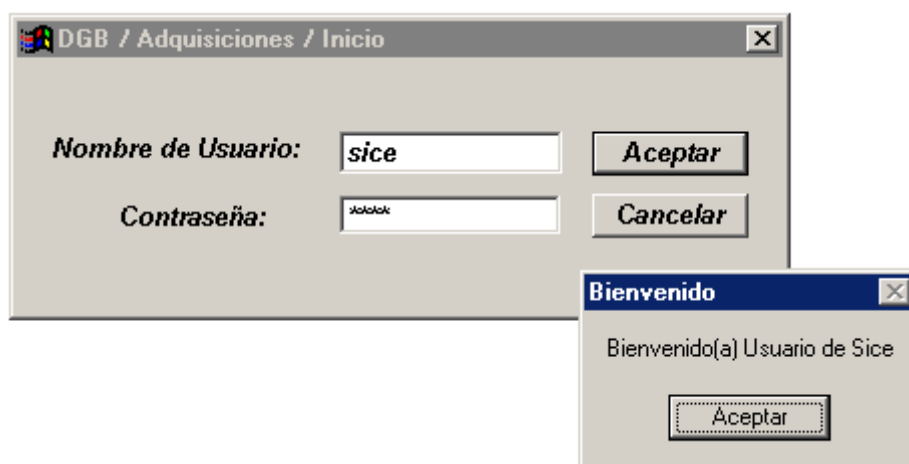 DGB / Adquisiciones / Inicio
Nombre de Usuario: sice Aceptar
Contraseña: **** Cancelar
Bienvenido
Bienvenido(a) Usuario de Sice
Aceptar